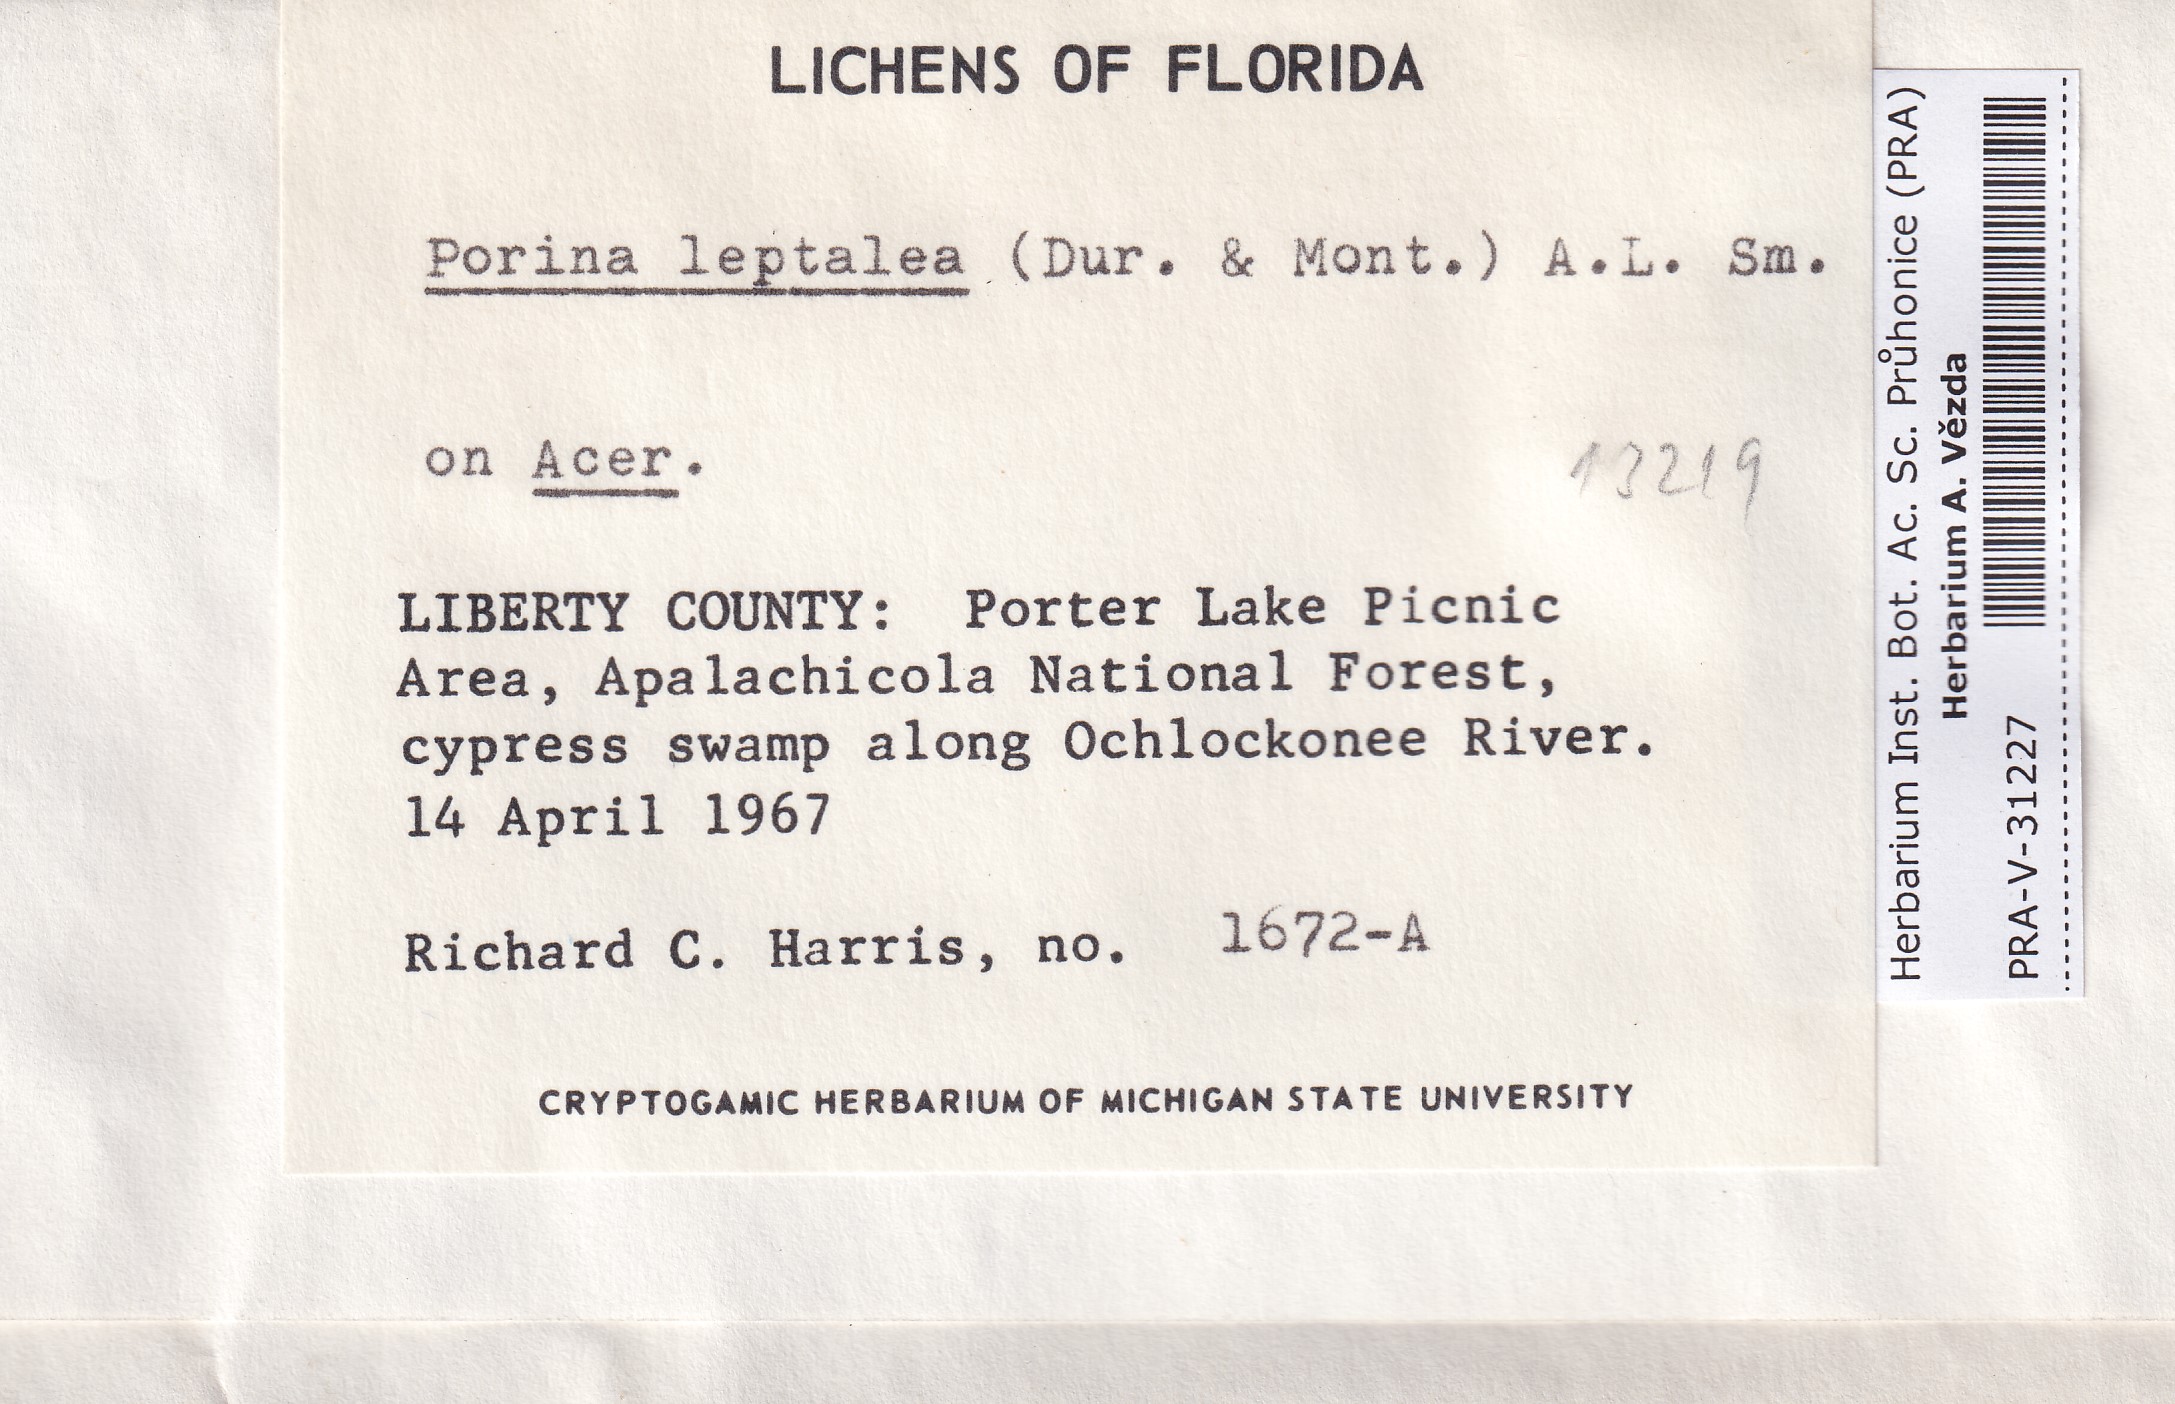 LICHENS OF FLORIDA
Porina leptalea (Dur. & Mont.) A.L. Sm.
on Acer.
13219
LIBERTY COUNTY: Porter Lake Picnic
Area, Apalachicola National Forest,
cypress swamp along Ochlockonee River.
14 April 1967
Richard C. Harris, no. 1672-A
CRYPTOGAMIC HERBARIUM OF MICHIGAN STATE UNIVERSITY
Herbarium Inst. Bot. Ac. Sc. Průhonice (PRA)
Herbarium A. Vězda
PRA-V-31227